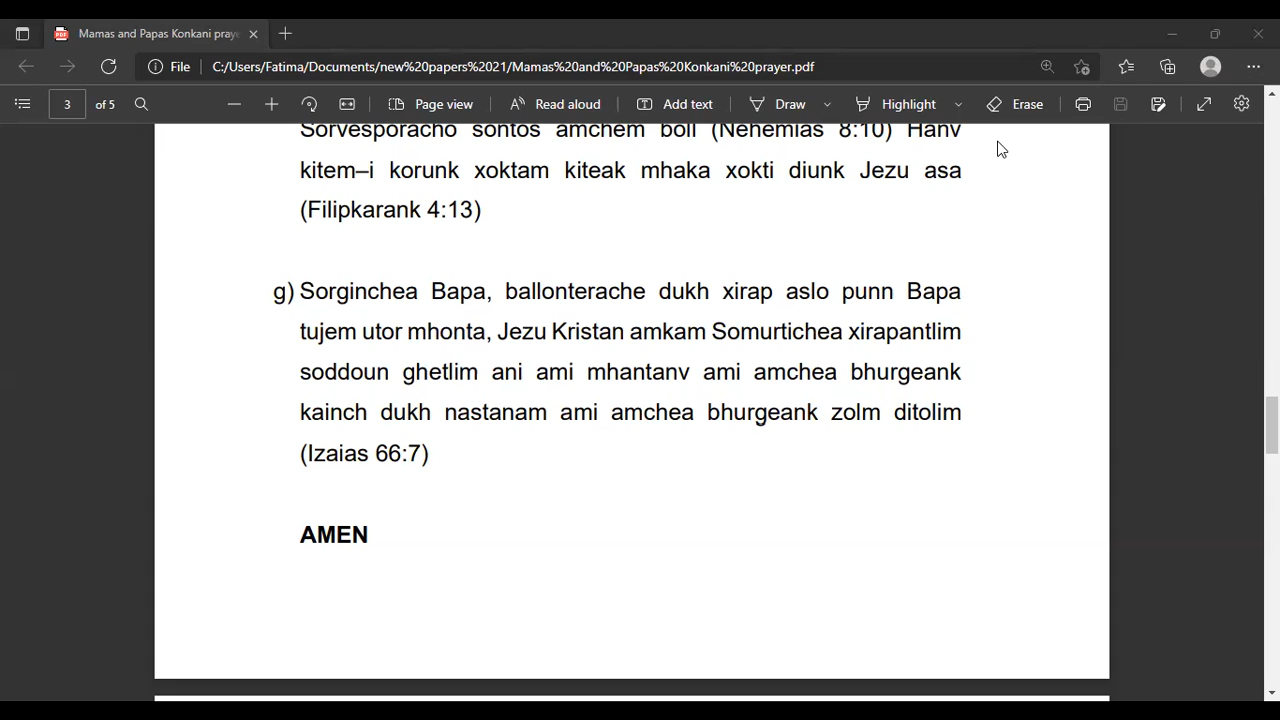 Mamas and Papas Konkani praye
File
C:/Users/Fatima/Documents/new%20papers%2021/Mamas%20and%20Papas%20Konkani%20prayer.pdf
3 of 5
Page view
Read aloud
Add text
Draw
Highlight
Erase
Sorvesporacho sontos amchem boll (Nehemias 8:10) Hanv
kitem–i korunk xoktam kiteak mhaka xokti diunk Jezu asa
(Filipkarank 4:13)
g) Sorginchea Bapa, ballonterache dukh xirap aslo punn Bapa
tujem utor mhonta, Jezu Kristan amkam Somurtichea xirapantlim
soddoun ghetlim ani ami mhantanv ami amchea bhurgeank
kainch dukh nastanam ami amchea bhurgeank zolm ditolim
(Izaias 66:7)
AMEN